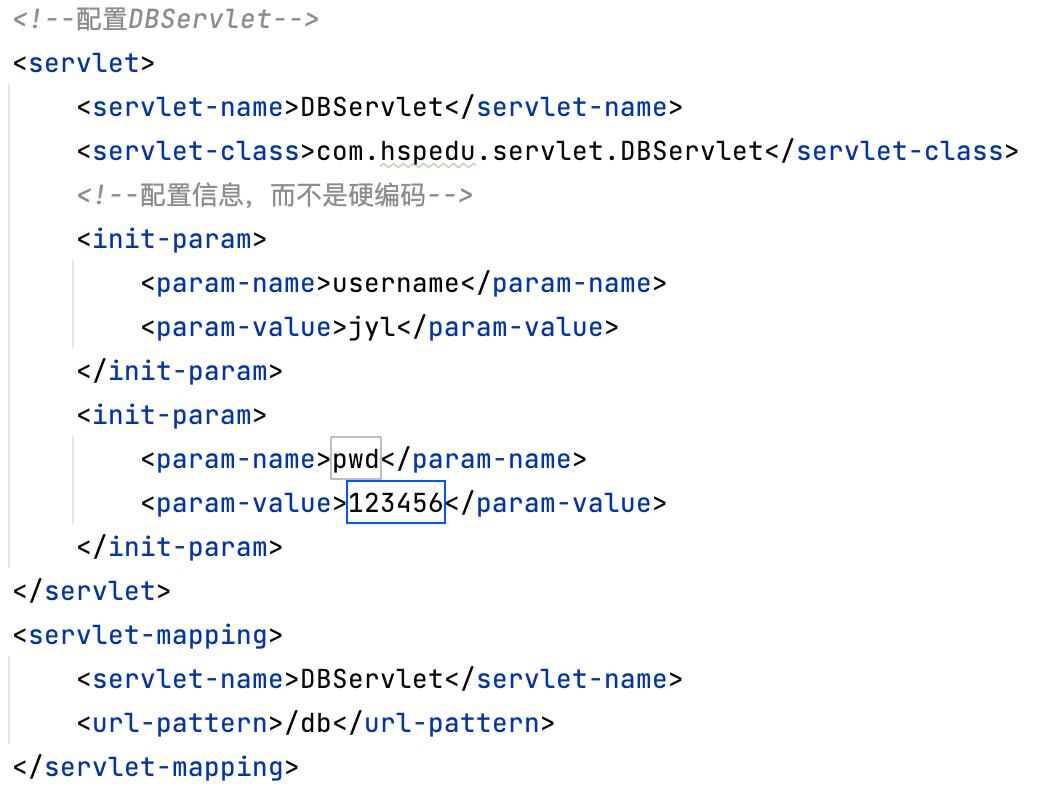 <!--配置DBServlet-->
<servlet>
    <servlet-name>DBServlet</servlet-name>
    <servlet-class>com.hspedu.servlet.DBServlet</servlet-class>
    <!--配置信息，而不是硬编码-->
    <init-param>
        <param-name>username</param-name>
        <param-value>jyl</param-value>
    </init-param>
    <init-param>
        <param-name>pwd</param-name>
        <param-value>123456</param-value>
    </init-param>
</servlet>
<servlet-mapping>
    <servlet-name>DBServlet</servlet-name>
    <url-pattern>/db</url-pattern>
</servlet-mapping>